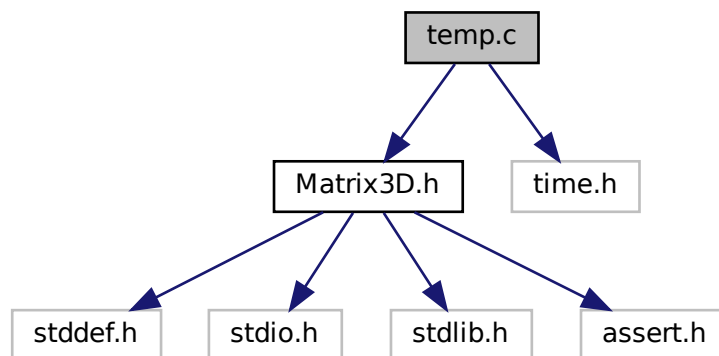 temp.c
Matrix3D.h
time.h
stddef.h
stdio.h
stdlib.h
assert.h